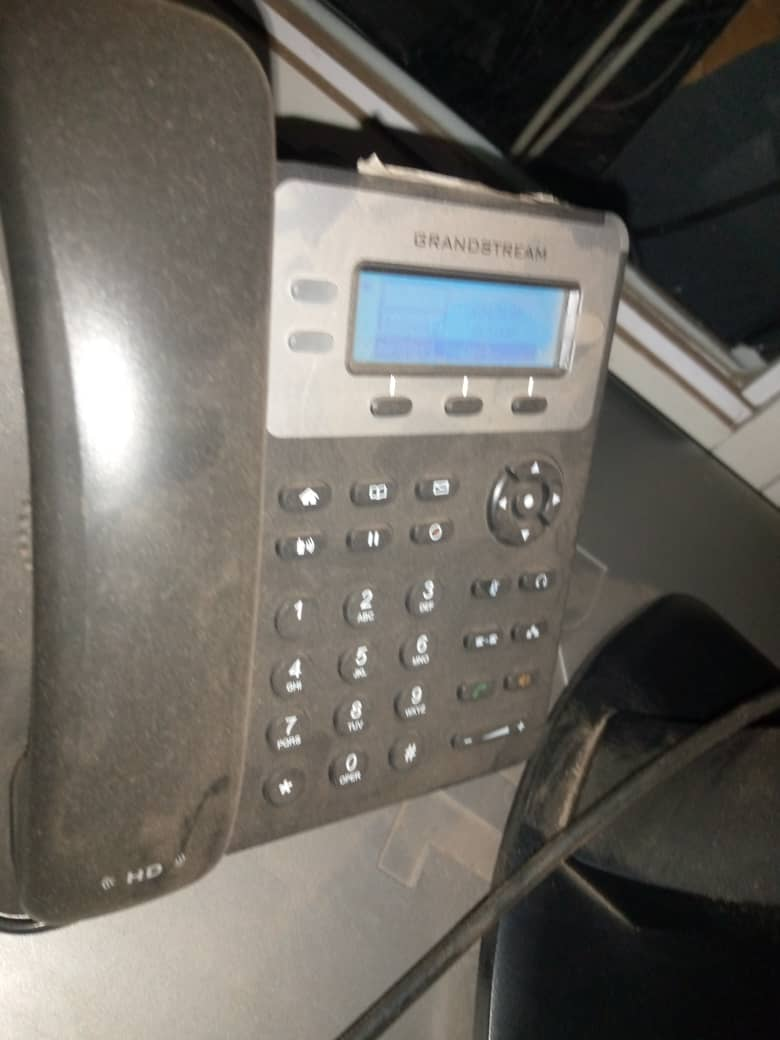 GRANDSTREAM
1
2 ABC
3 DEF
4 GHI
5 JKL
6 MNO
7 PQRS
8 TUV
9 WXYZ
*
0 OPER
#
- +
HD